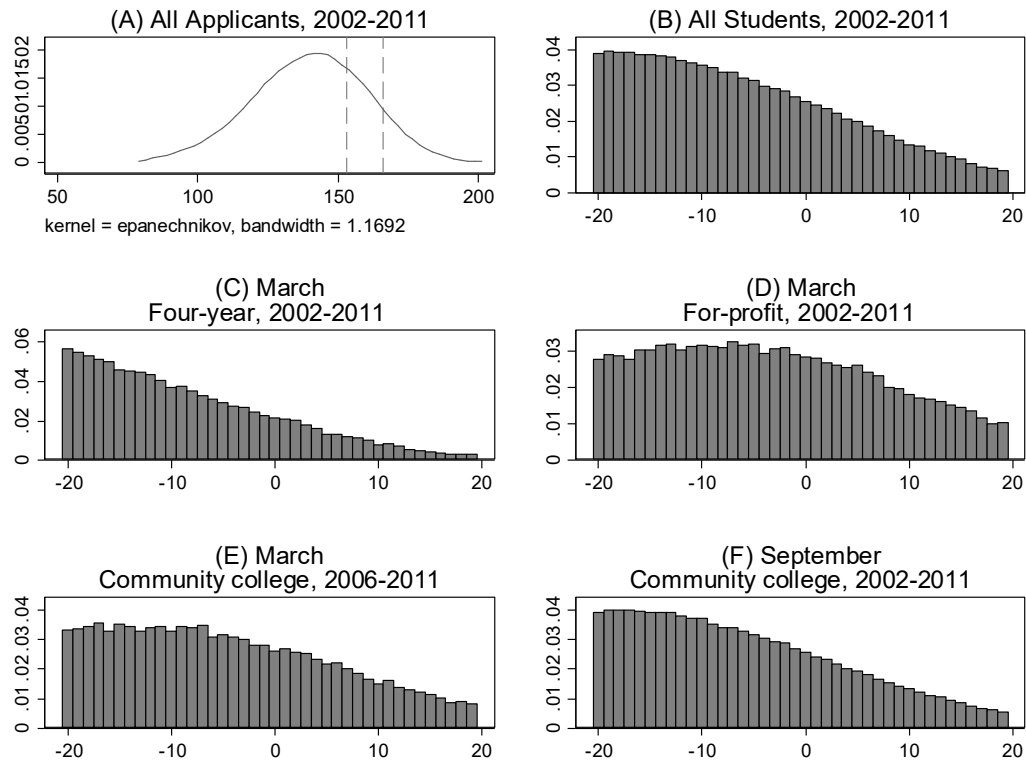 (A) All Applicants, 2002-2011
0 .005.01.015.02
50 100 150 200
kernel = epanechnikov, bandwidth = 1.1692
(B) All Students, 2002-2011
0 .01 .02 .03 .04
-20 -10 0 10 20
(C) March
Four-year, 2002-2011
0 .02 .04 .06
-20 -10 0 10 20
(D) March
For-profit, 2002-2011
0 .01 .02 .03
-20 -10 0 10 20
(E) March
Community college, 2006-2011
0 .01 .02 .03 .04
-20 -10 0 10 20
(F) September
Community college, 2002-2011
0 .01 .02 .03 .04
-20 -10 0 10 20